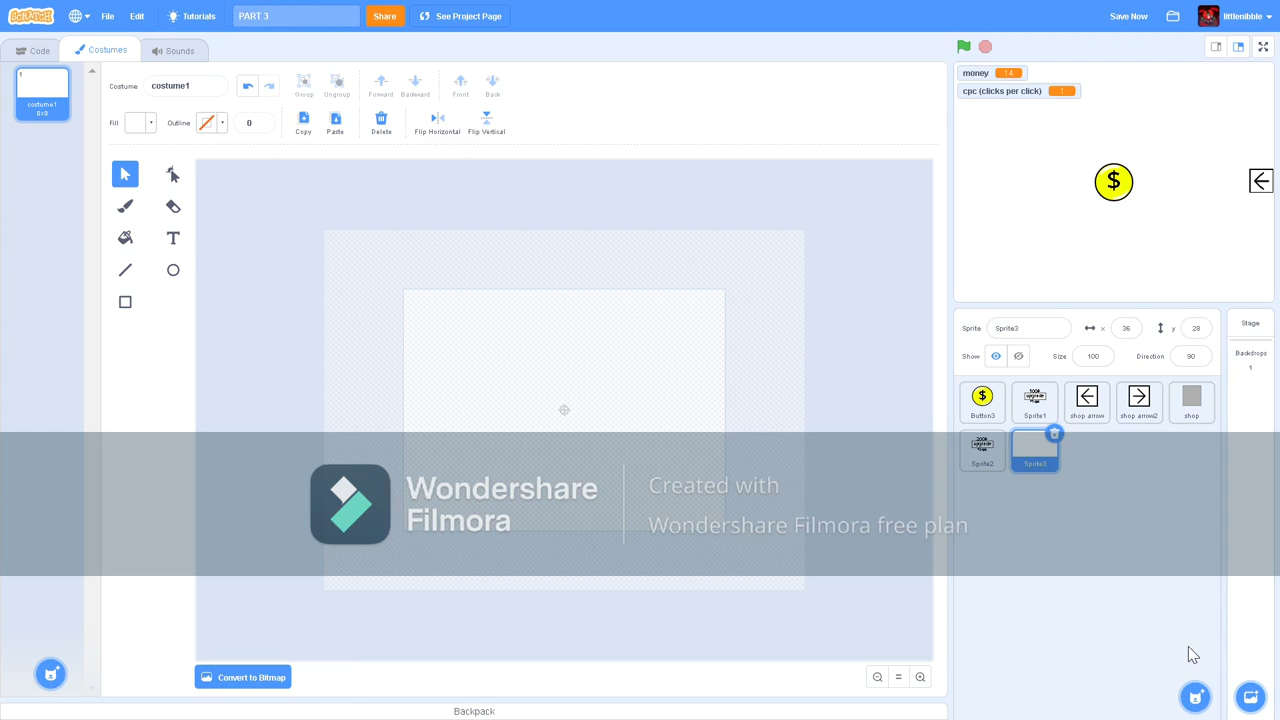 SCRATCH
File
Edit
Tutorials
PART 3
Share
See Project Page
Save Now
littlenibble
Code
Costumes
Sounds
1
costume1
0 x 0
Costume
costume1
Group
Ungroup
Forward
Backward
Front
Back
Fill
Outline
0
Copy
Paste
Delete
Flip Horizontal
Flip Vertical
T
Convert to Bitmap
Backpack
money 14
cpc (clicks per click) 1
$
Sprite
Sprite3
x
36
y
28
Show
Size
100
Direction
90
Stage
Backdrops
1
$
Button3
upgrade
Sprite1
shop arrow
shop arrow2
shop
upgrade
Sprite2
Sprite3
Wondershare
Filmora
Created with
Wondershare Filmora free plan